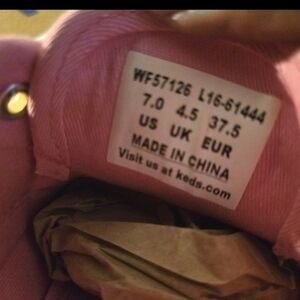 WF57126 L16-61444
7.0 4.5 37.5
US UK EUR
MADE IN CHINA
Visit us at keds.com